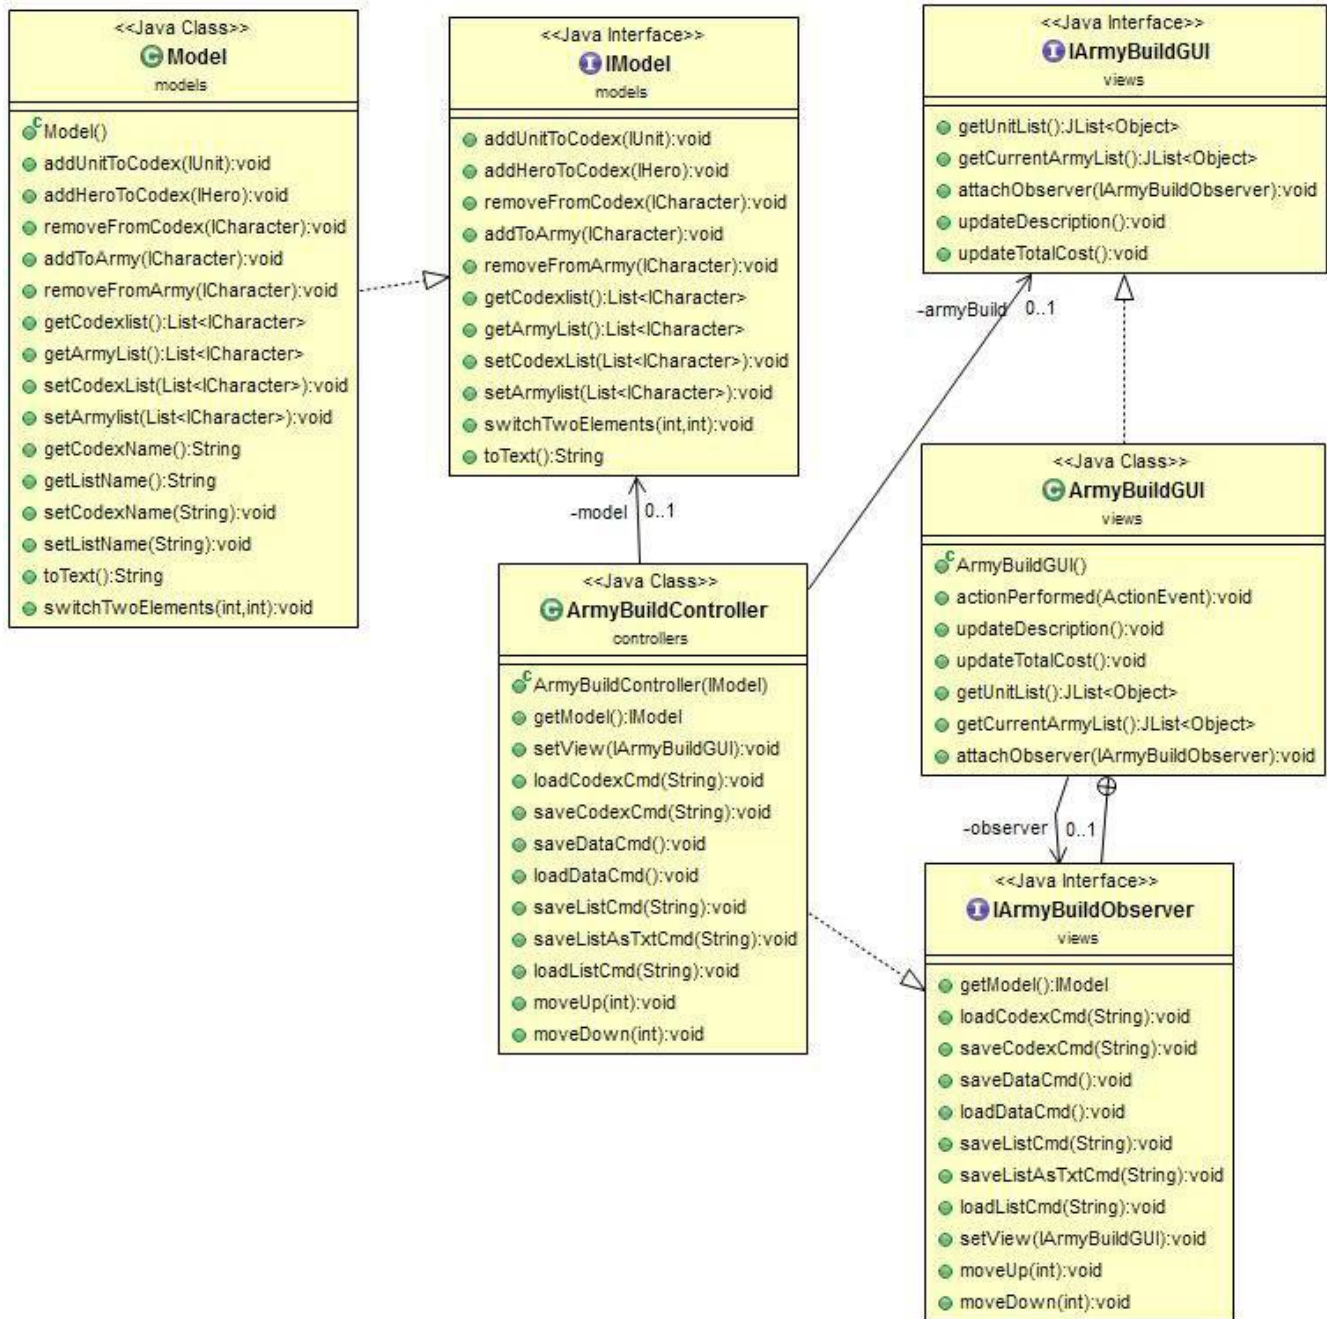 <<Java Class>>
Model
models
Model()
addUnitToCodex(IUnit):void
addHeroToCodex(IHero):void
removeFromCodex(ICharacter):void
addToArmy(ICharacter):void
removeFromArmy(ICharacter):void
getCodexlist():List<ICharacter>
getArmyList():List<ICharacter>
setCodexList(List<ICharacter>):void
setArmylist(List<ICharacter>):void
getCodexName():String
getListName():String
setCodexName(String):void
setListName(String):void
toText():String
switchTwoElements(int,int):void
<<Java Interface>>
IModel
models
addUnitToCodex(IUnit):void
addHeroToCodex(IHero):void
removeFromCodex(ICharacter):void
addToArmy(ICharacter):void
removeFromArmy(ICharacter):void
getCodexlist():List<ICharacter>
getArmyList():List<ICharacter>
setCodexList(List<ICharacter>):void
setArmylist(List<ICharacter>):void
switchTwoElements(int,int):void
toText():String
-model 0..1
<<Java Class>>
ArmyBuildController
controllers
ArmyBuildController(IModel)
getModel():IModel
setView(IArmyBuildGUI):void
loadCodexCmd(String):void
saveCodexCmd(String):void
saveDataCmd():void
loadDataCmd():void
saveListCmd(String):void
saveListAsTxtCmd(String):void
loadListCmd(String):void
moveUp(int):void
moveDown(int):void
<<Java Interface>>
IArmyBuildGUI
views
getUnitList():JList<Object>
getCurrentArmyList():JList<Object>
attachObserver(IArmyBuildObserver):void
updateDescription():void
updateTotalCost():void
-armyBuild 0..1
<<Java Class>>
ArmyBuildGUI
views
ArmyBuildGUI()
actionPerformed(ActionEvent):void
updateDescription():void
updateTotalCost():void
getUnitList():JList<Object>
getCurrentArmyList():JList<Object>
attachObserver(IArmyBuildObserver):void
-observer 0..1
<<Java Interface>>
IArmyBuildObserver
views
getModel():IModel
loadCodexCmd(String):void
saveCodexCmd(String):void
saveDataCmd():void
loadDataCmd():void
saveListCmd(String):void
saveListAsTxtCmd(String):void
loadListCmd(String):void
setView(IArmyBuildGUI):void
moveUp(int):void
moveDown(int):void